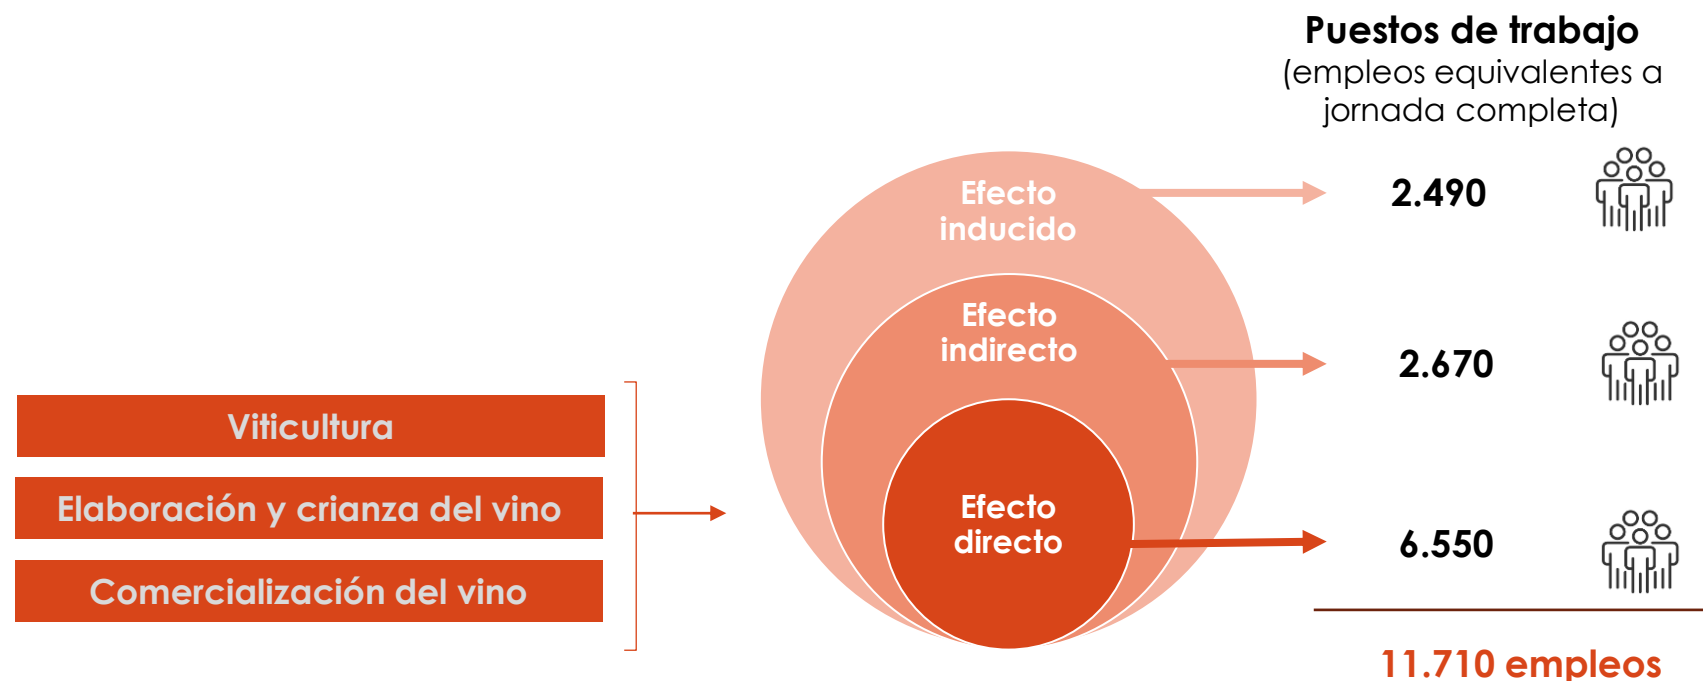 Puestos de trabajo
(empleos equivalentes a
jornada completa)
Efecto
inducido
2.490
Efecto
indirecto
2.670
Viticultura
Elaboración y crianza del vino
Comercialización del vino
Efecto
directo
6.550
11.710 empleos